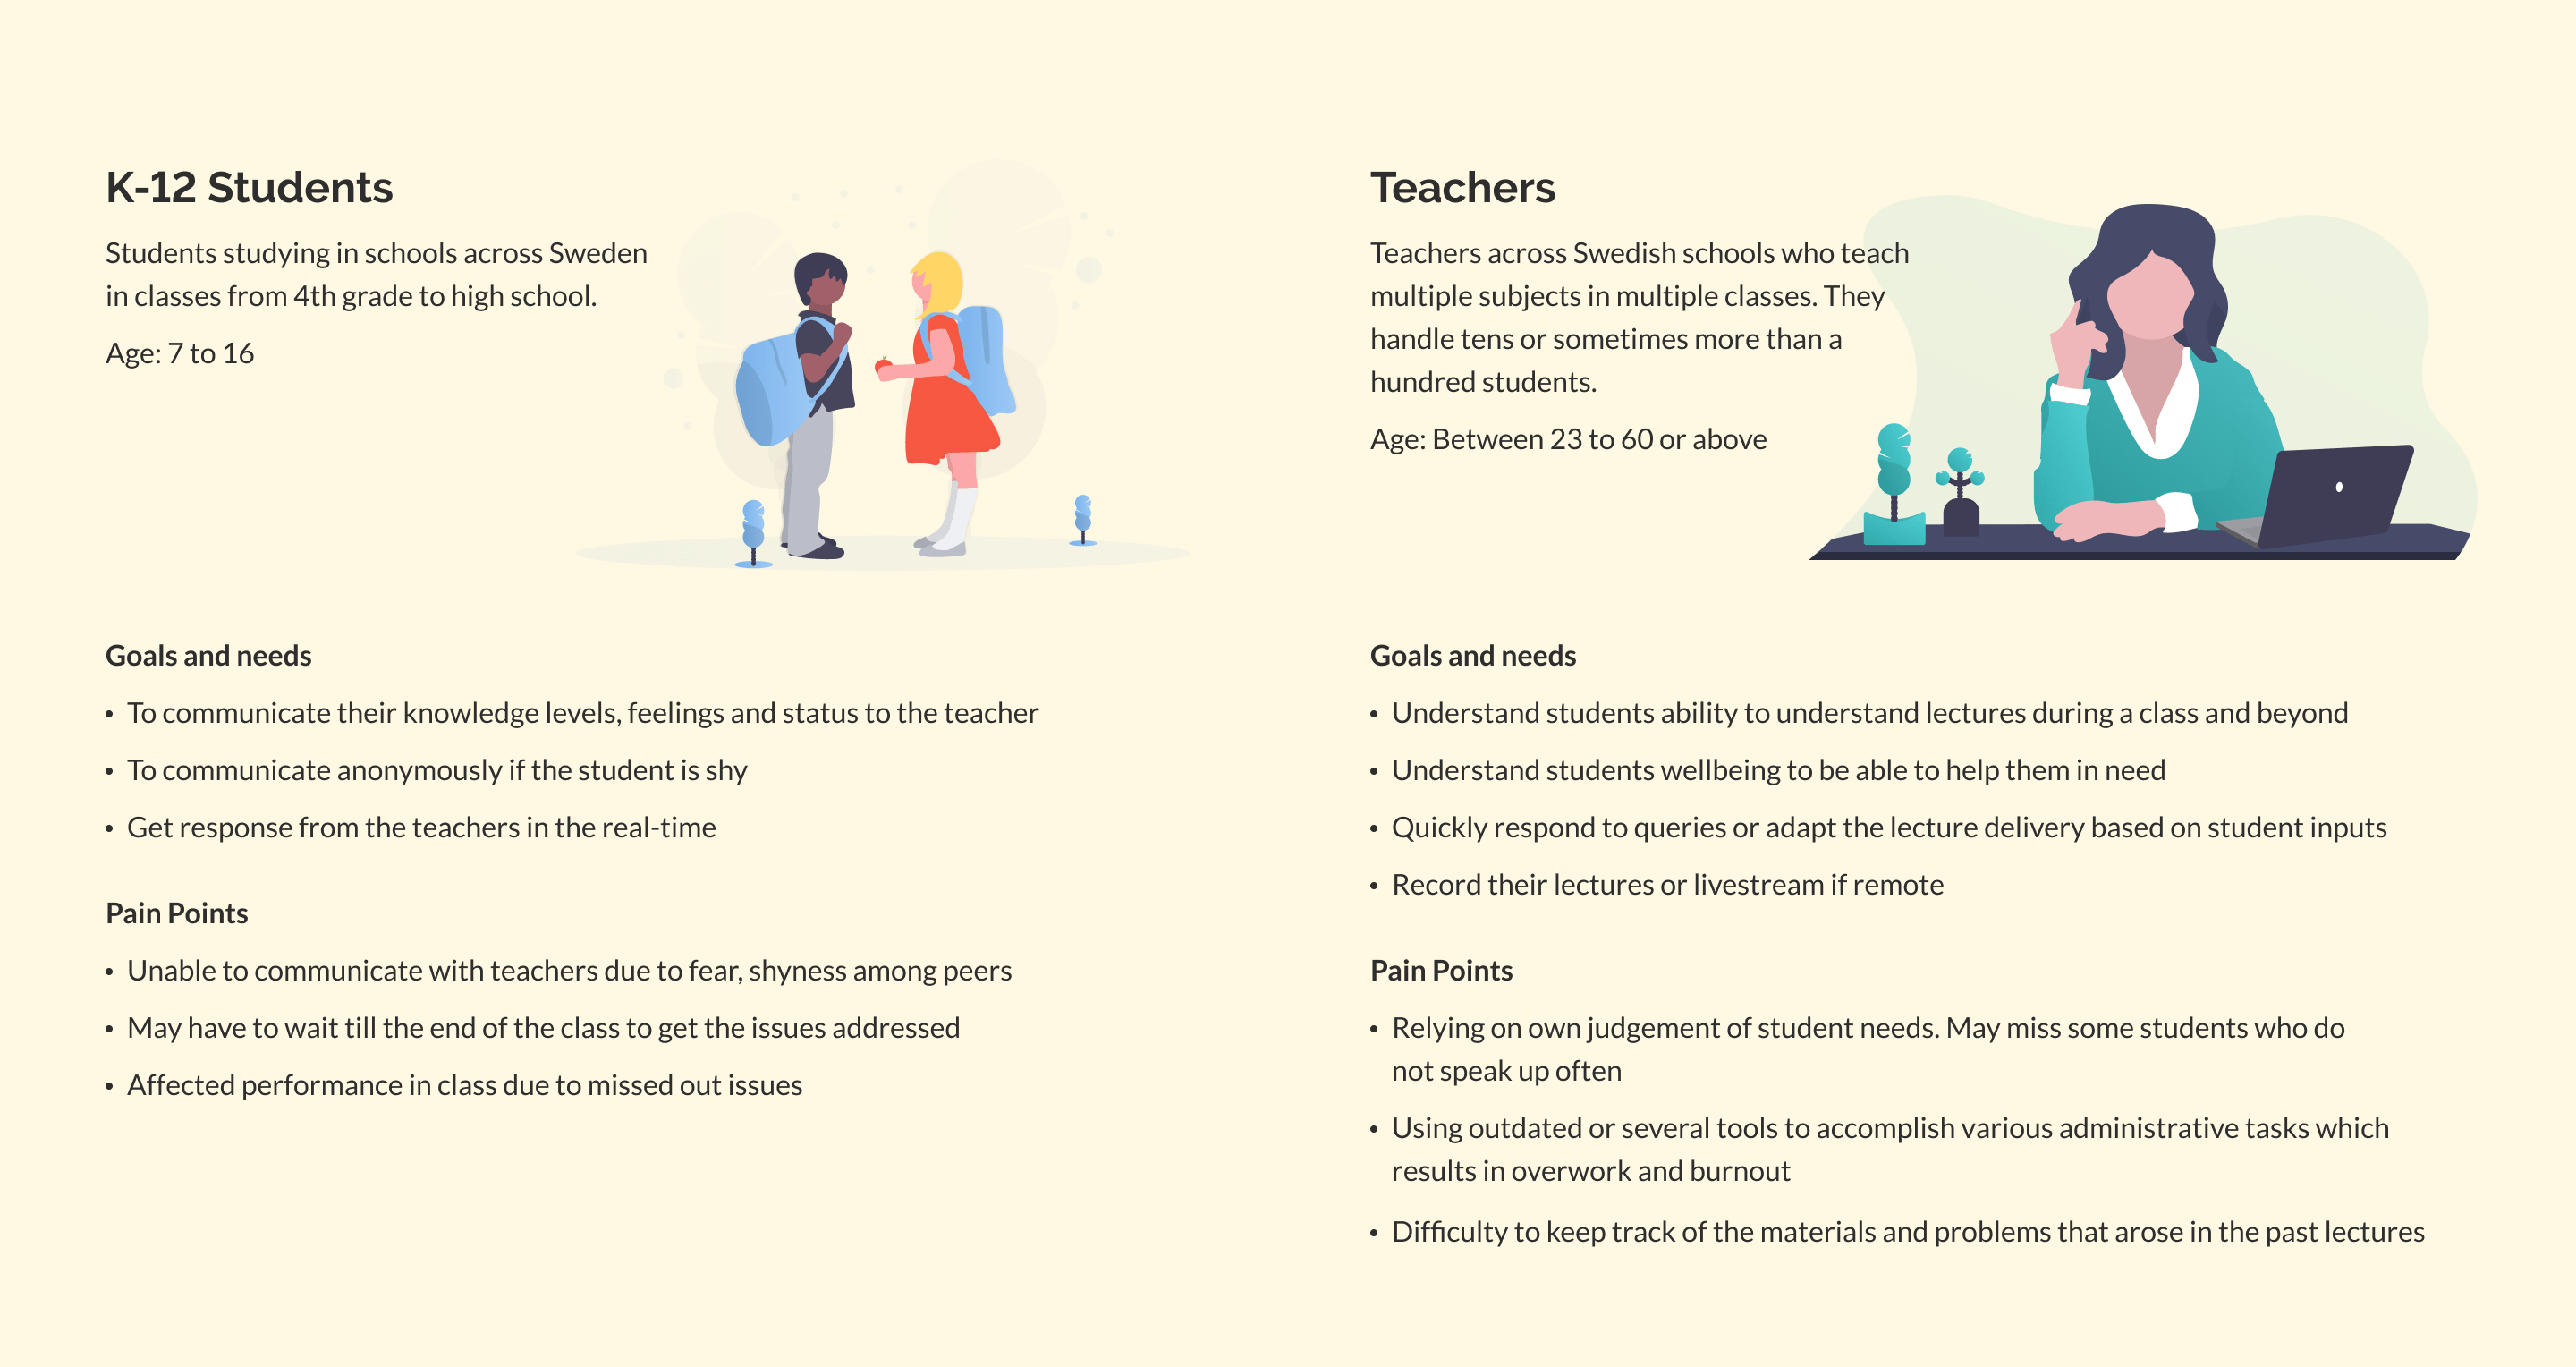 K-12 Students
Students studying in schools across Sweden
in classes from 4th grade to high school.
Age: 7 to 16
Goals and needs
• To communicate their knowledge levels, feelings and status to the teacher
• To communicate anonymously if the student is shy
• Get response from the teachers in the real-time
Pain Points
• Unable to communicate with teachers due to fear, shyness among peers
• May have to wait till the end of the class to get the issues addressed
• Affected performance in class due to missed out issues
Teachers
Teachers across Swedish schools who teach
multiple subjects in multiple classes. They
handle tens or sometimes more than a
hundred students.
Age: Between 23 to 60 or above
Goals and needs
• Understand students ability to understand lectures during a class and beyond
• Understand students wellbeing to be able to help them in need
• Quickly respond to queries or adapt the lecture delivery based on student inputs
• Record their lectures or livestream if remote
Pain Points
• Relying on own judgement of student needs. May miss some students who do
not speak up often
• Using outdated or several tools to accomplish various administrative tasks which
results in overwork and burnout
• Difficulty to keep track of the materials and problems that arose in the past lectures